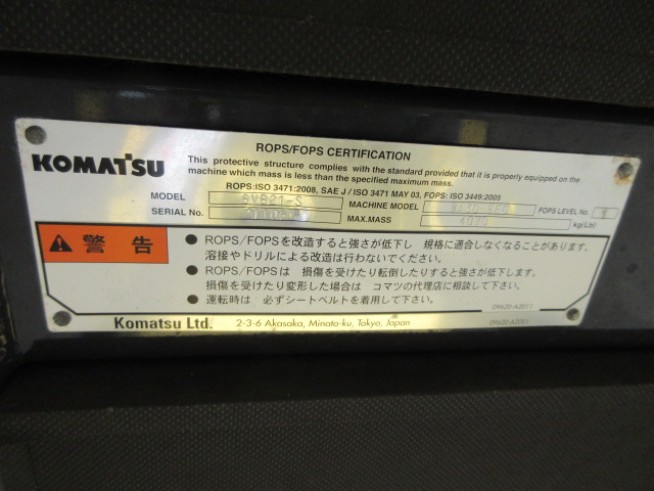 KOMATSU
ROPS/FOPS CERTIFICATION
This protective structure complies with the standard provided that it is properly equipped on the
machine which mass is less than the specified maximum mass.
ROPS:ISO 3471:2008, SAE J / ISO 3471 MAY 03, FOPS: ISO 3449:2005
MODEL MACHINE MODEL FOPS LEVEL No.
SERIAL No. MAX.MASS kg(Lbl)
警告
● ROPS/FOPSを改造すると強さが低下し 規格に適合しなくなることがあります。
溶接やドリルによる改造は行わないでください。
● ROPS/FOPSは 損傷を受けたり転倒したりすると強さが低下します。
損傷を受けたり変形した場合は コマツの代理店に相談して下さい。
● 運転時は 必ずシートベルトを着用して下さい。
09620-A2011
Komatsu Ltd. 2-3-6 Akasaka, Minato-ku, Tokyo, Japan